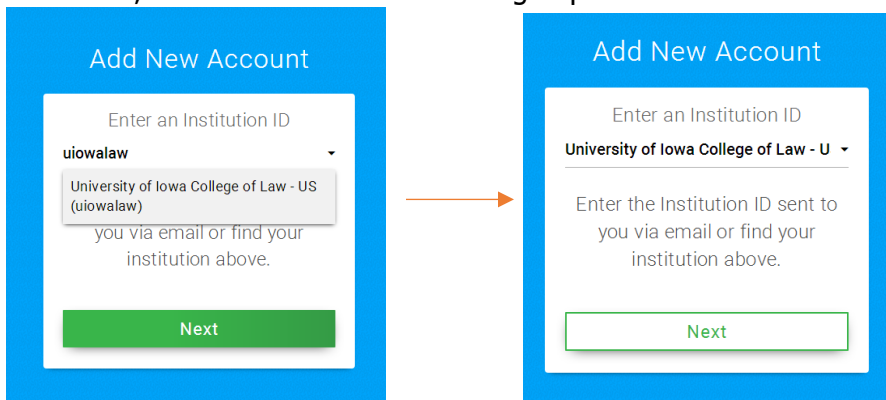 Add New Account
Enter an Institution ID
uiowalaw
University of Iowa College of Law - US
(uiowalaw)
you via email or find your
institution above.
Next
Add New Account
Enter an Institution ID
University of Iowa College of Law - U
Enter the Institution ID sent to
you via email or find your
institution above.
Next